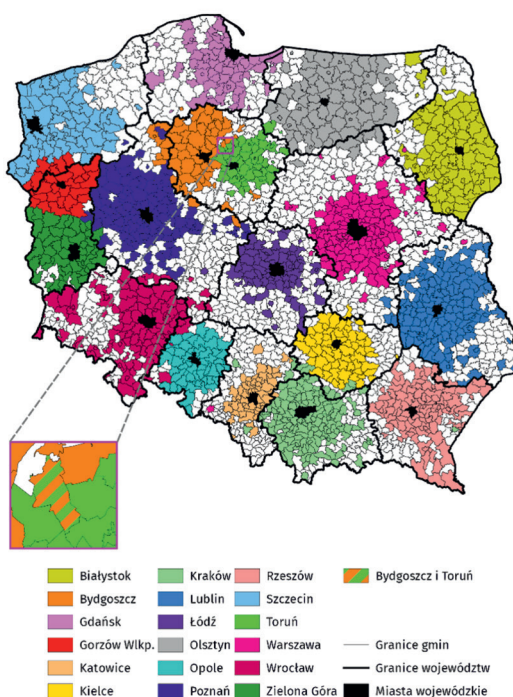 Białystok
Bydgoszcz
Gdańsk
Gorzów Wlkp.
Katowice
Kielce
Kraków
Lublin
Łódź
Olsztyn
Opole
Poznań
Rzeszów
Szczecin
Toruń
Warszawa
Wrocław
Zielona Góra
Bydgoszcz i Toruń
Granice gmin
Granice województw
Miasta wojewódzkie